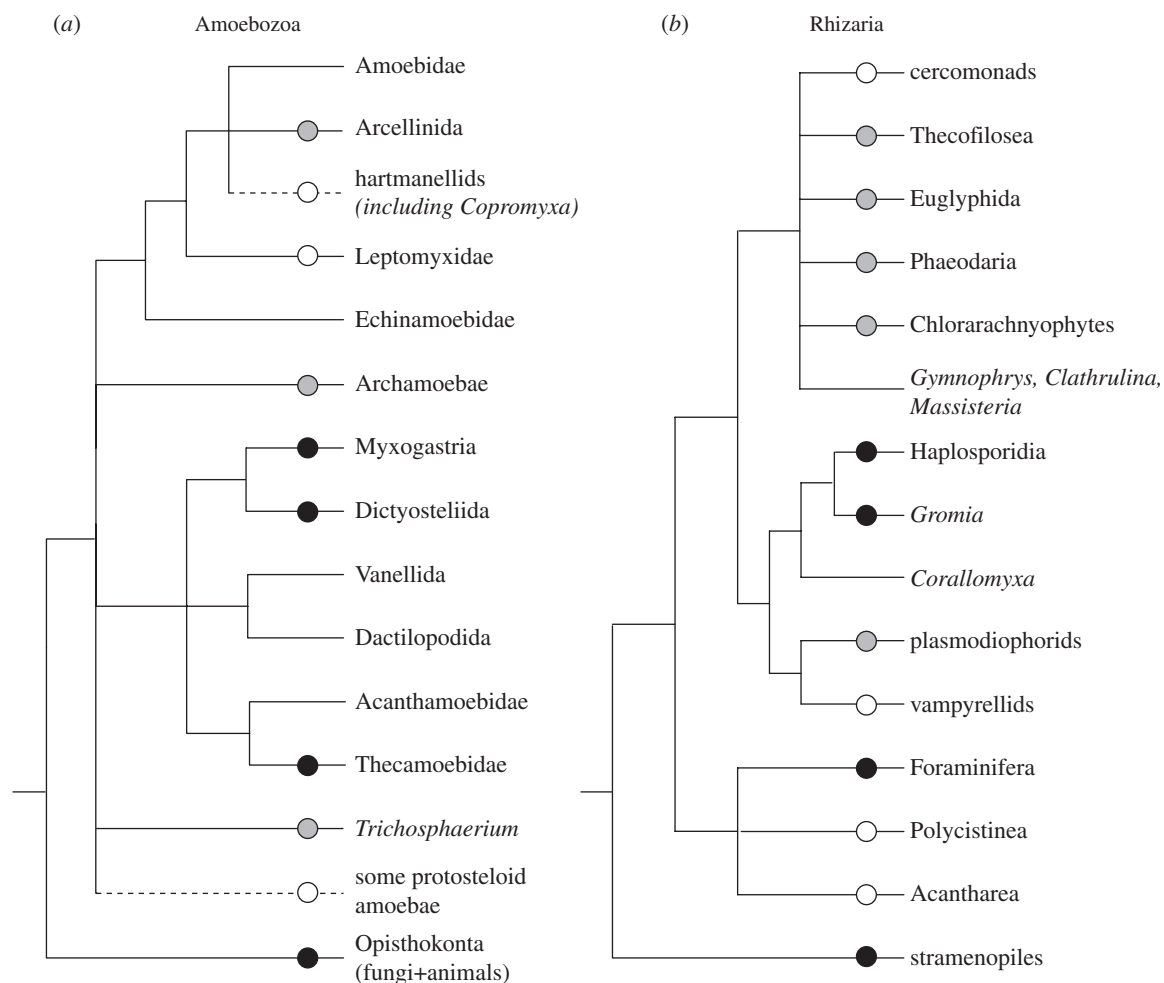 (a) Amoebozoa
Amoebidae
Arcellinida
hartmanellids
(including Copromyxa)
Leptomyxidae
Echinamoebidae
Archamoebae
Myxogastria
Dictyosteliida
Vanellida
Dactilopodida
Acanthamoebidae
Thecamoebidae
Trichosphaerium
some protosteloid
amoebae
Opisthokonta
(fungi+animals)
(b) Rhizaria
cercomonads
Thecofilosea
Euglyphida
Phaeodaria
Chlorarachnyophytes
Gymnophrys, Clathrulina,
Massisteria
Haplosporidia
Gromia
Corallomyxa
plasmodiophorids
vampyrellids
Foraminifera
Polycistinea
Acantharea
stramenopiles